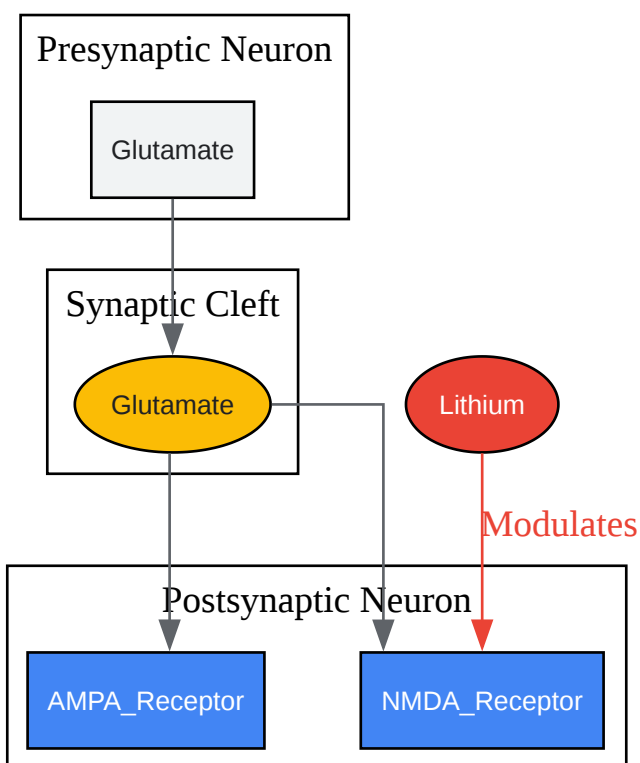 Presynaptic Neuron
Glutamate
Synaptic Cleft
Glutamate
Lithium
Modulates
Postsynaptic Neuron
AMPA_Receptor
NMDA_Receptor